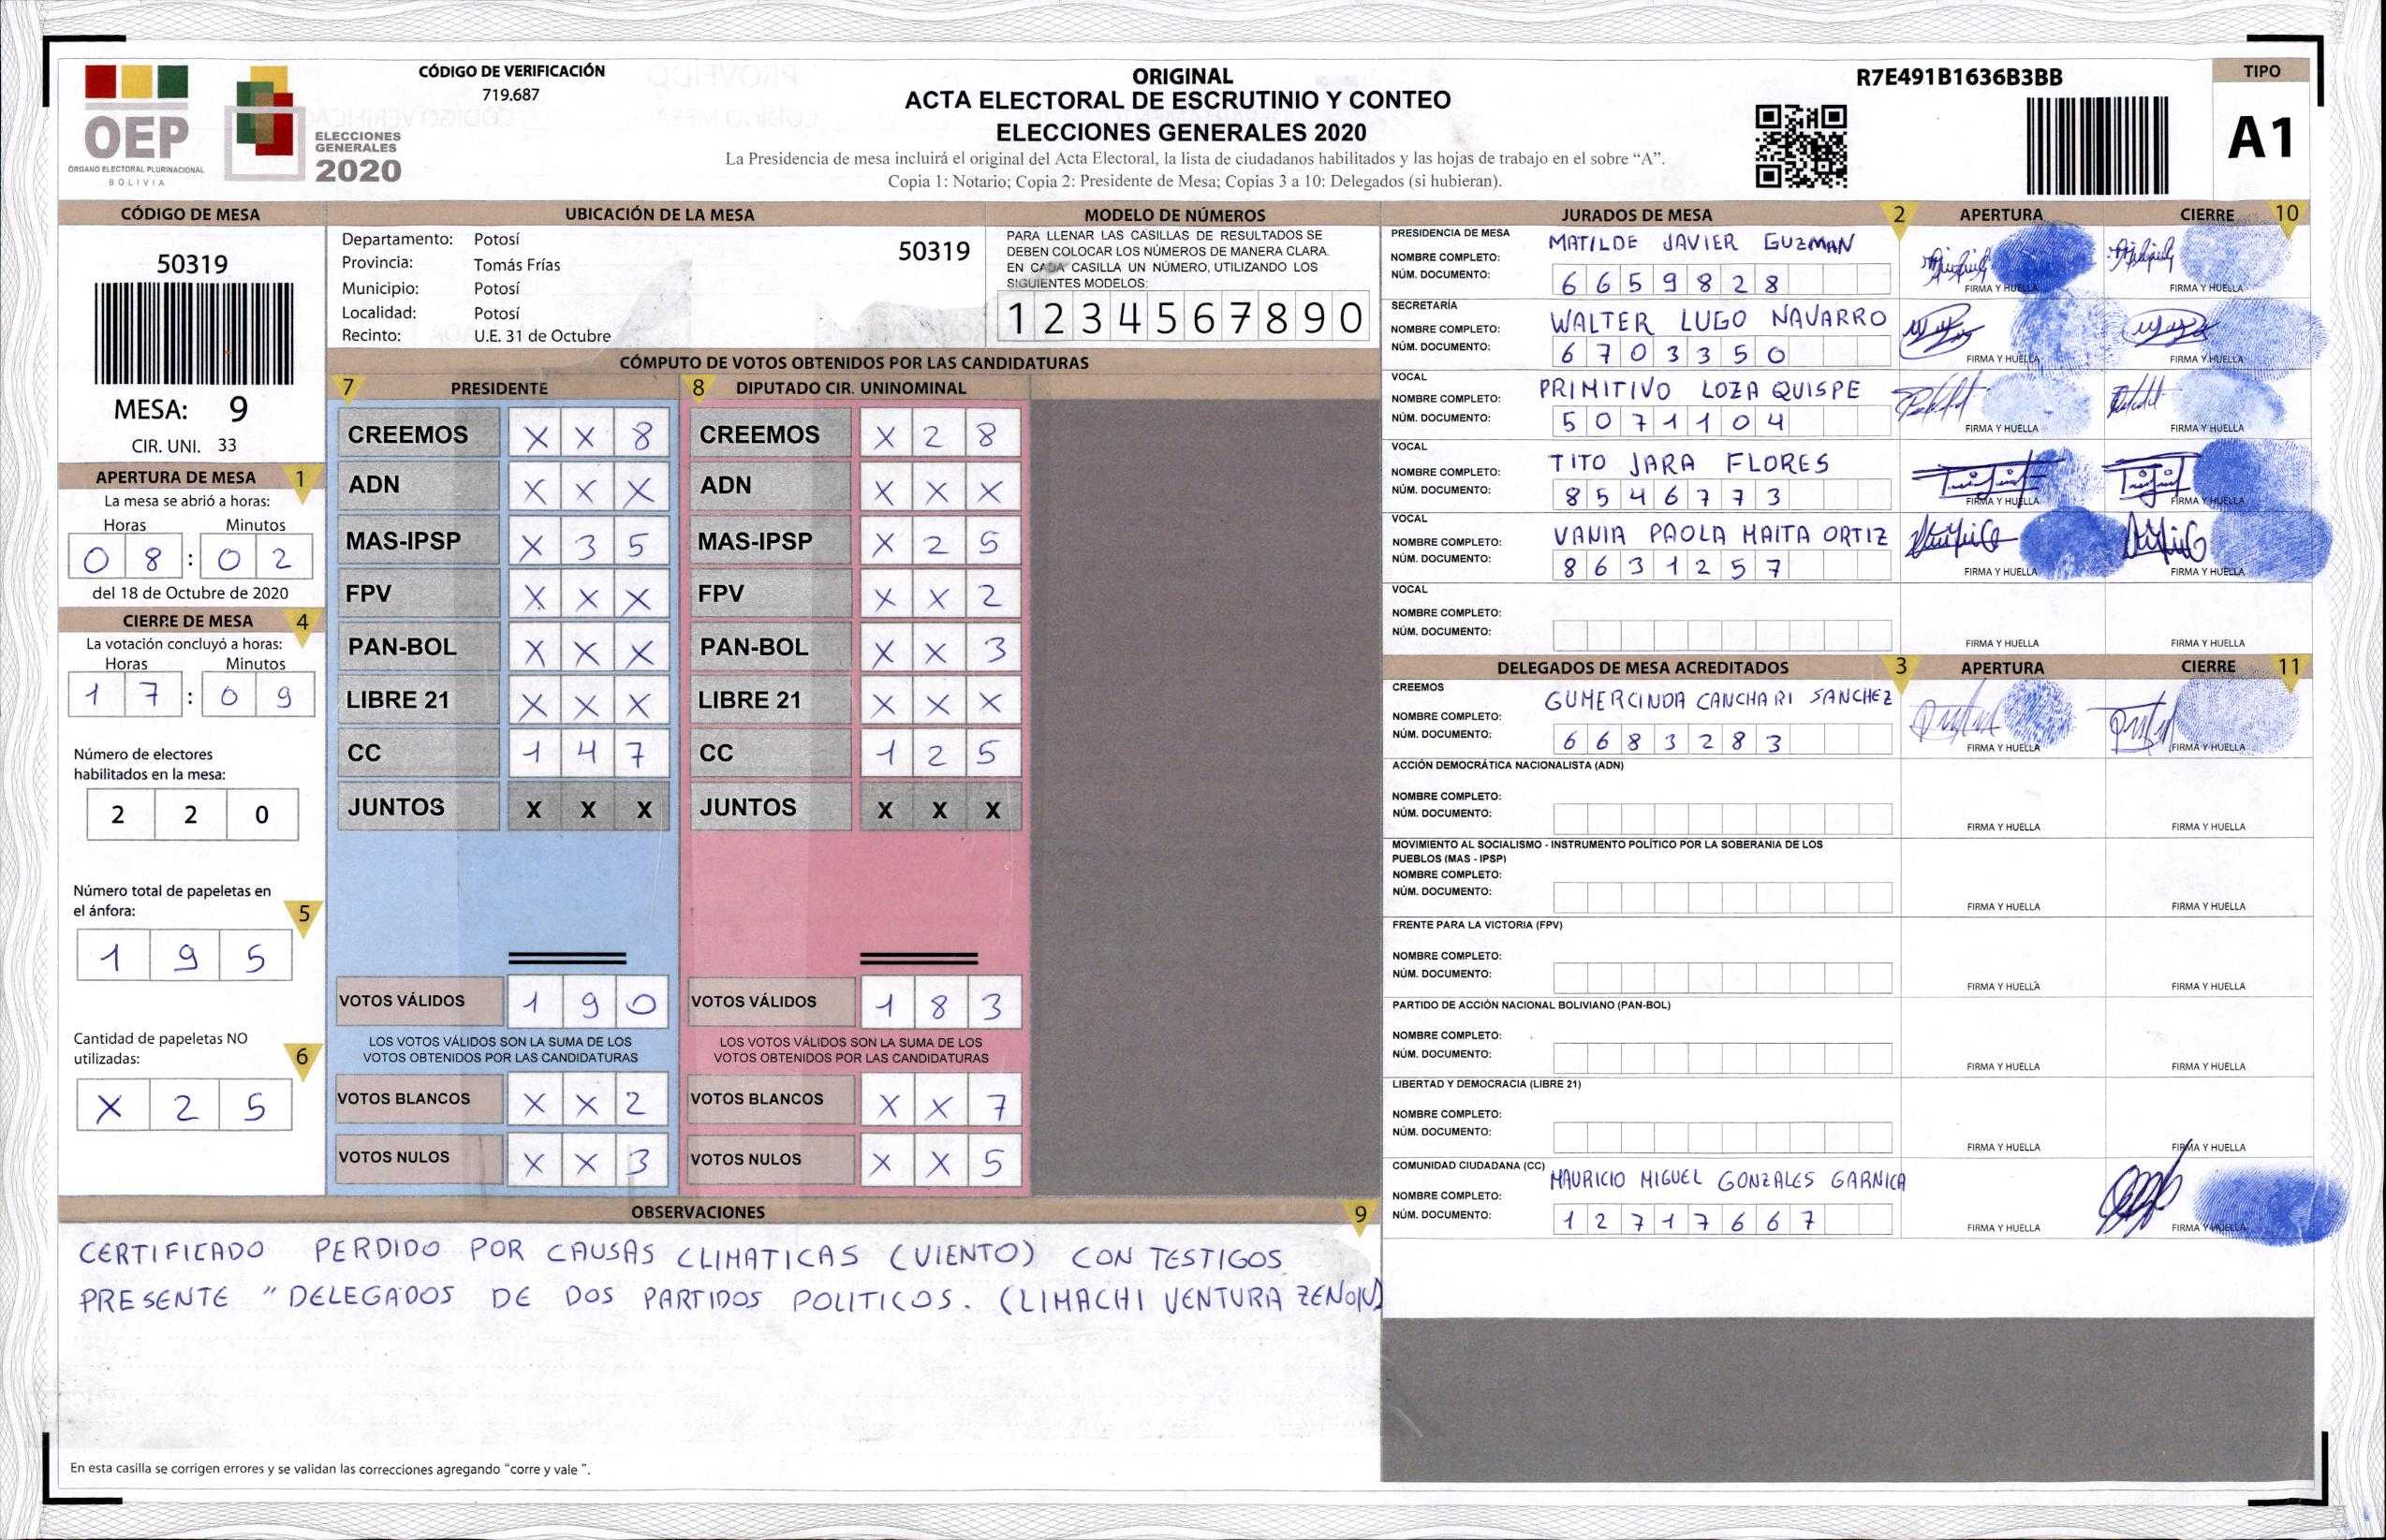 OEP
ÓRGANO ELECTORAL PLURINACIONAL
BOLIVIA
ELECCIONES
GENERALES
2020
CÓDIGO DE VERIFICACIÓN
719.687
ORIGINAL
ACTA ELECTORAL DE ESCRUTINIO Y CONTEO
ELECCIONES GENERALES 2020
La Presidencia de mesa incluirá el original del Acta Electoral, la lista de ciudadanos habilitados y las hojas de trabajo en el sobre “A”.
Copia 1: Notario; Copia 2: Presidente de Mesa; Copias 3 a 10: Delegados (si hubieran).
R7E491B1636B3BB
TIPO
A1
CÓDIGO DE MESA
50319
MESA: 9
CIR. UNI. 33
APERTURA DE MESA 1
La mesa se abrió a horas:
Horas Minutos
0 8 : 0 2
del 18 de Octubre de 2020
CIERRE DE MESA 4
La votación concluyó a horas:
Horas Minutos
1 7 : 0 9
Número de electores
habilitados en la mesa:
2 2 0
Número total de papeletas en
el ánfora: 5
1 9 5
Cantidad de papeletas NO
utilizadas: 6
X 2 5
UBICACIÓN DE LA MESA
Departamento: Potosí 50319
Provincia: Tomás Frías
Municipio: Potosí
Localidad: Potosí
Recinto: U.E. 31 de Octubre
MODELO DE NÚMEROS
PARA LLENAR LAS CASILLAS DE RESULTADOS SE
DEBEN COLOCAR LOS NÚMEROS DE MANERA CLARA.
EN CADA CASILLA UN NÚMERO, UTILIZANDO LOS
SIGUIENTES MODELOS:
1 2 3 4 5 6 7 8 9 0
CÓMPUTO DE VOTOS OBTENIDOS POR LAS CANDIDATURAS
7 PRESIDENTE
CREEMOS X X 8
ADN X X X
MAS-IPSP X 3 5
FPV X X X
PAN-BOL X X X
LIBRE 21 X X X
CC 1 4 7
JUNTOS X X X
VOTOS VÁLIDOS 1 9 0
LOS VOTOS VÁLIDOS SON LA SUMA DE LOS
VOTOS OBTENIDOS POR LAS CANDIDATURAS
VOTOS BLANCOS X X 2
VOTOS NULOS X X 3
8 DIPUTADO CIR. UNINOMINAL
CREEMOS X 2 8
ADN X X X
MAS-IPSP X 2 5
FPV X X 2
PAN-BOL X X 3
LIBRE 21 X X X
CC 1 2 5
JUNTOS X X X
VOTOS VÁLIDOS 1 8 3
LOS VOTOS VÁLIDOS SON LA SUMA DE LOS
VOTOS OBTENIDOS POR LAS CANDIDATURAS
VOTOS BLANCOS X X 7
VOTOS NULOS X X 5
OBSERVACIONES 9
CERTIFICADO PERDIDO POR CAUSAS CLIMATICAS (VIENTO) CON TESTIGOS
PRESENTE " DELEGADOS DE DOS PARTIDOS POLITICOS. (LIMACHI VENTURA ZENON)
En esta casilla se corrigen errores y se validan las correcciones agregando “corre y vale ”.
JURADOS DE MESA 2 APERTURA CIERRE 10
PRESIDENCIA DE MESA
NOMBRE COMPLETO: MATILDE JAVIER GUZMAN
NÚM. DOCUMENTO: 6 6 5 9 8 2 8
FIRMA Y HUELLA FIRMA Y HUELLA
SECRETARÍA
NOMBRE COMPLETO: WALTER LUGO NAVARRO
NÚM. DOCUMENTO: 6 7 0 3 3 5 0
FIRMA Y HUELLA FIRMA Y HUELLA
VOCAL
NOMBRE COMPLETO: PRIMITIVO LOZA QUISPE
NÚM. DOCUMENTO: 5 0 7 1 1 0 4
FIRMA Y HUELLA FIRMA Y HUELLA
VOCAL
NOMBRE COMPLETO: TITO JARA FLORES
NÚM. DOCUMENTO: 8 5 4 6 7 7 3
FIRMA Y HUELLA FIRMA Y HUELLA
VOCAL
NOMBRE COMPLETO: VANIA PAOLA MAITA ORTIZ
NÚM. DOCUMENTO: 8 6 3 1 2 5 7
FIRMA Y HUELLA FIRMA Y HUELLA
VOCAL
NOMBRE COMPLETO:
NÚM. DOCUMENTO:
FIRMA Y HUELLA FIRMA Y HUELLA
DELEGADOS DE MESA ACREDITADOS 3 APERTURA CIERRE 11
CREEMOS
NOMBRE COMPLETO: GUMERCINDA CANCHARI SANCHEZ
NÚM. DOCUMENTO: 6 6 8 3 2 8 3
FIRMA Y HUELLA FIRMA Y HUELLA
ACCIÓN DEMOCRÁTICA NACIONALISTA (ADN)
NOMBRE COMPLETO:
NÚM. DOCUMENTO:
FIRMA Y HUELLA FIRMA Y HUELLA
MOVIMIENTO AL SOCIALISMO - INSTRUMENTO POLÍTICO POR LA SOBERANIA DE LOS
PUEBLOS (MAS - IPSP)
NOMBRE COMPLETO:
NÚM. DOCUMENTO:
FIRMA Y HUELLA FIRMA Y HUELLA
FRENTE PARA LA VICTORIA (FPV)
NOMBRE COMPLETO:
NÚM. DOCUMENTO:
FIRMA Y HUELLA FIRMA Y HUELLA
PARTIDO DE ACCIÓN NACIONAL BOLIVIANO (PAN-BOL)
NOMBRE COMPLETO:
NÚM. DOCUMENTO:
FIRMA Y HUELLA FIRMA Y HUELLA
LIBERTAD Y DEMOCRACIA (LIBRE 21)
NOMBRE COMPLETO:
NÚM. DOCUMENTO:
FIRMA Y HUELLA FIRMA Y HUELLA
COMUNIDAD CIUDADANA (CC)
NOMBRE COMPLETO: MAURICIO MIGUEL GONZALES GARNICA
NÚM. DOCUMENTO: 1 2 7 1 7 6 6 7
FIRMA Y HUELLA FIRMA Y HUELLA